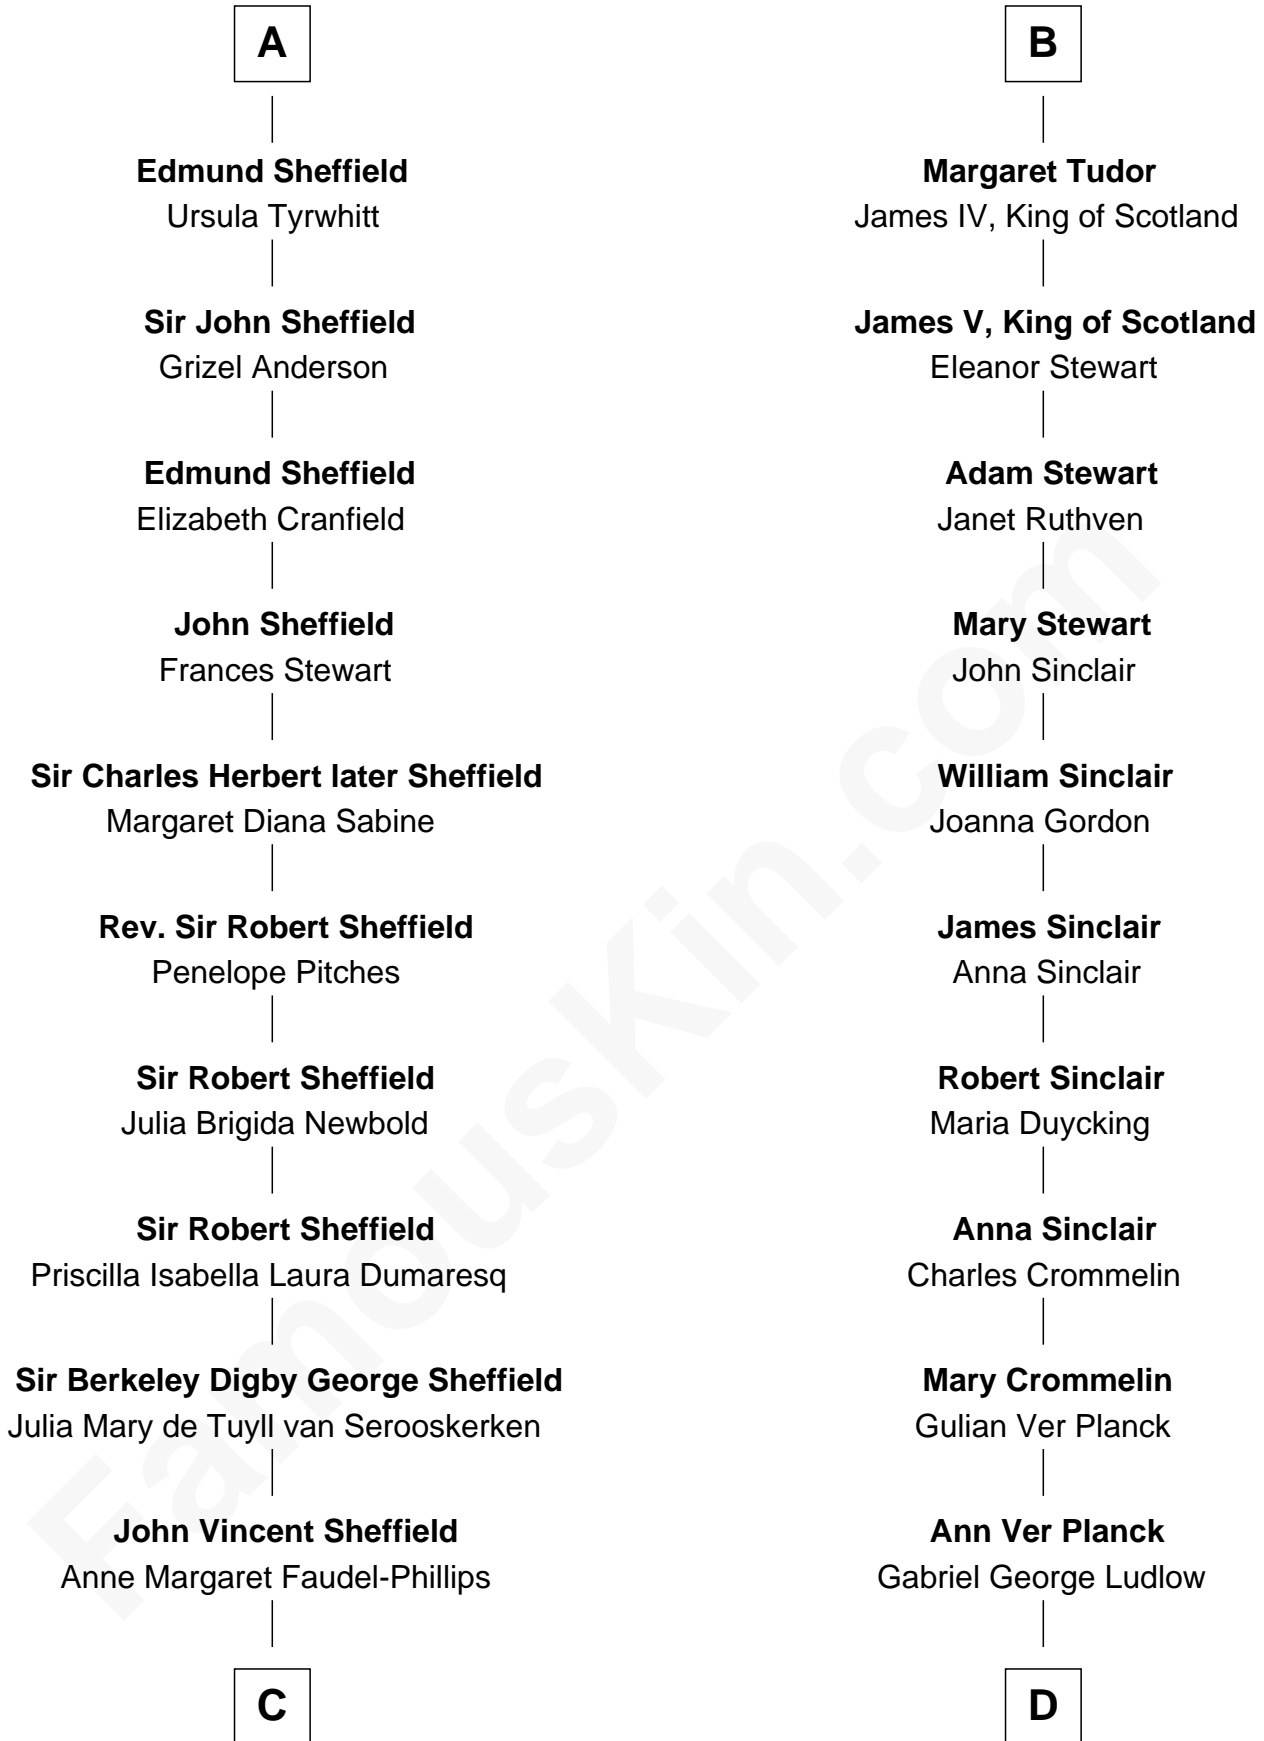 A
Edmund Sheffield
Ursula Tyrwhitt
Sir John Sheffield
Grizel Anderson
Edmund Sheffield
Elizabeth Cranfield
John Sheffield
Frances Stewart
Sir Charles Herbert later Sheffield
Margaret Diana Sabine
Rev. Sir Robert Sheffield
Penelope Pitches
Sir Robert Sheffield
Julia Brigida Newbold
Sir Robert Sheffield
Priscilla Isabella Laura Dumaresq
Sir Berkeley Digby George Sheffield
Julia Mary de Tuyll van Serooskerken
John Vincent Sheffield
Anne Margaret Faudel-Phillips
C
B
Margaret Tudor
James IV, King of Scotland
James V, King of Scotland
Eleanor Stewart
Adam Stewart
Janet Ruthven
Mary Stewart
John Sinclair
William Sinclair
Joanna Gordon
James Sinclair
Anna Sinclair
Robert Sinclair
Maria Duycking
Anna Sinclair
Charles Crommelin
Mary Crommelin
Gulian Ver Planck
Ann Ver Planck
Gabriel George Ludlow
D
FamousKin.com